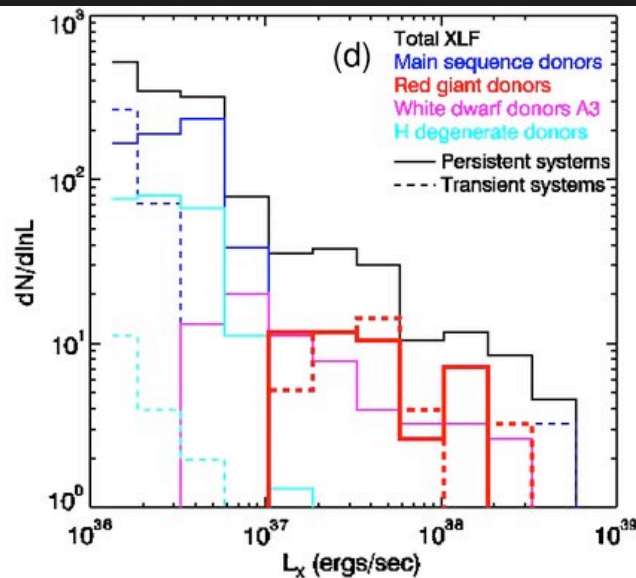 10³
(d)
Total XLF
Main sequence donors
Red giant donors
White dwarf donors A3
H degenerate donors
Persistent systems
Transient systems
10²
dN/dlnL
10¹
10⁰
10³⁶
10³⁷
10³⁸
10³⁹
Lₓ (ergs/sec)